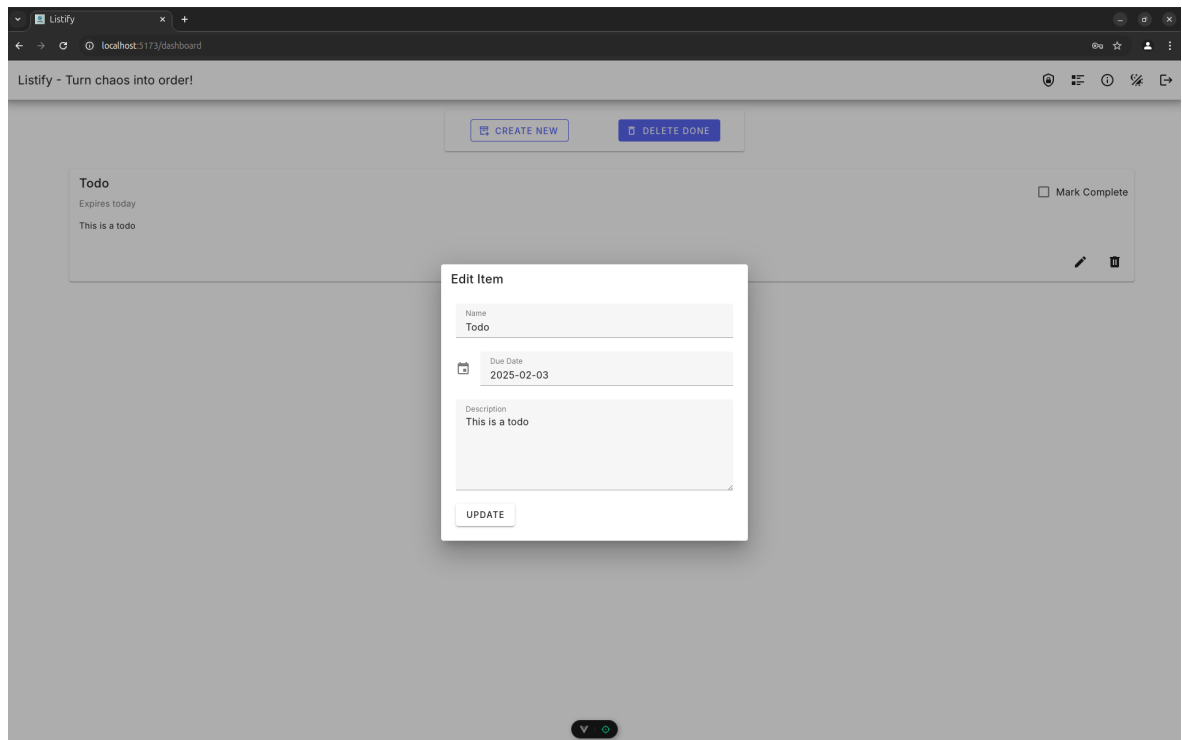 Listify
localhost:5173/dashboard
Listify - Turn chaos into order!
CREATE NEW
DELETE DONE
Todo
Expires today
This is a todo
Mark Complete
Edit Item
Name
Todo
Due Date
2025-02-03
Description
This is a todo
UPDATE